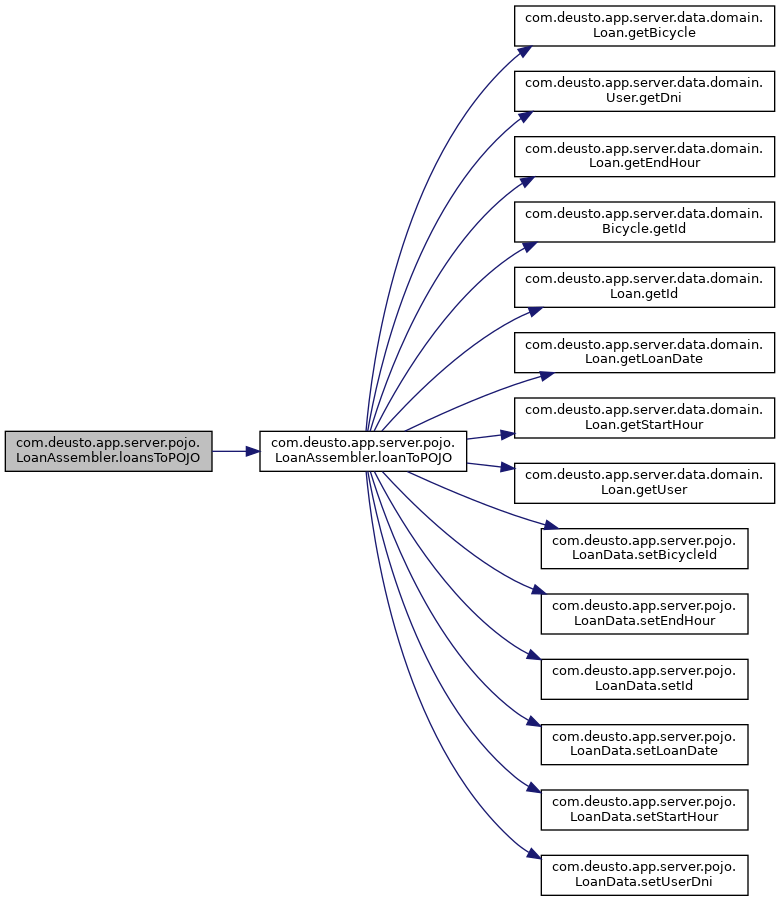 com.deusto.app.server.data.domain.
Loan.getBicycle
com.deusto.app.server.data.domain.
User.getDni
com.deusto.app.server.data.domain.
Loan.getEndHour
com.deusto.app.server.data.domain.
Bicycle.getId
com.deusto.app.server.data.domain.
Loan.getId
com.deusto.app.server.data.domain.
Loan.getLoanDate
com.deusto.app.server.data.domain.
Loan.getStartHour
com.deusto.app.server.pojo.
LoanAssembler.loansToPOJO
com.deusto.app.server.pojo.
LoanAssembler.loanToPOJO
com.deusto.app.server.data.domain.
Loan.getUser
com.deusto.app.server.pojo.
LoanData.setBicycleId
com.deusto.app.server.pojo.
LoanData.setEndHour
com.deusto.app.server.pojo.
LoanData.setId
com.deusto.app.server.pojo.
LoanData.setLoanDate
com.deusto.app.server.pojo.
LoanData.setStartHour
com.deusto.app.server.pojo.
LoanData.setUserDni